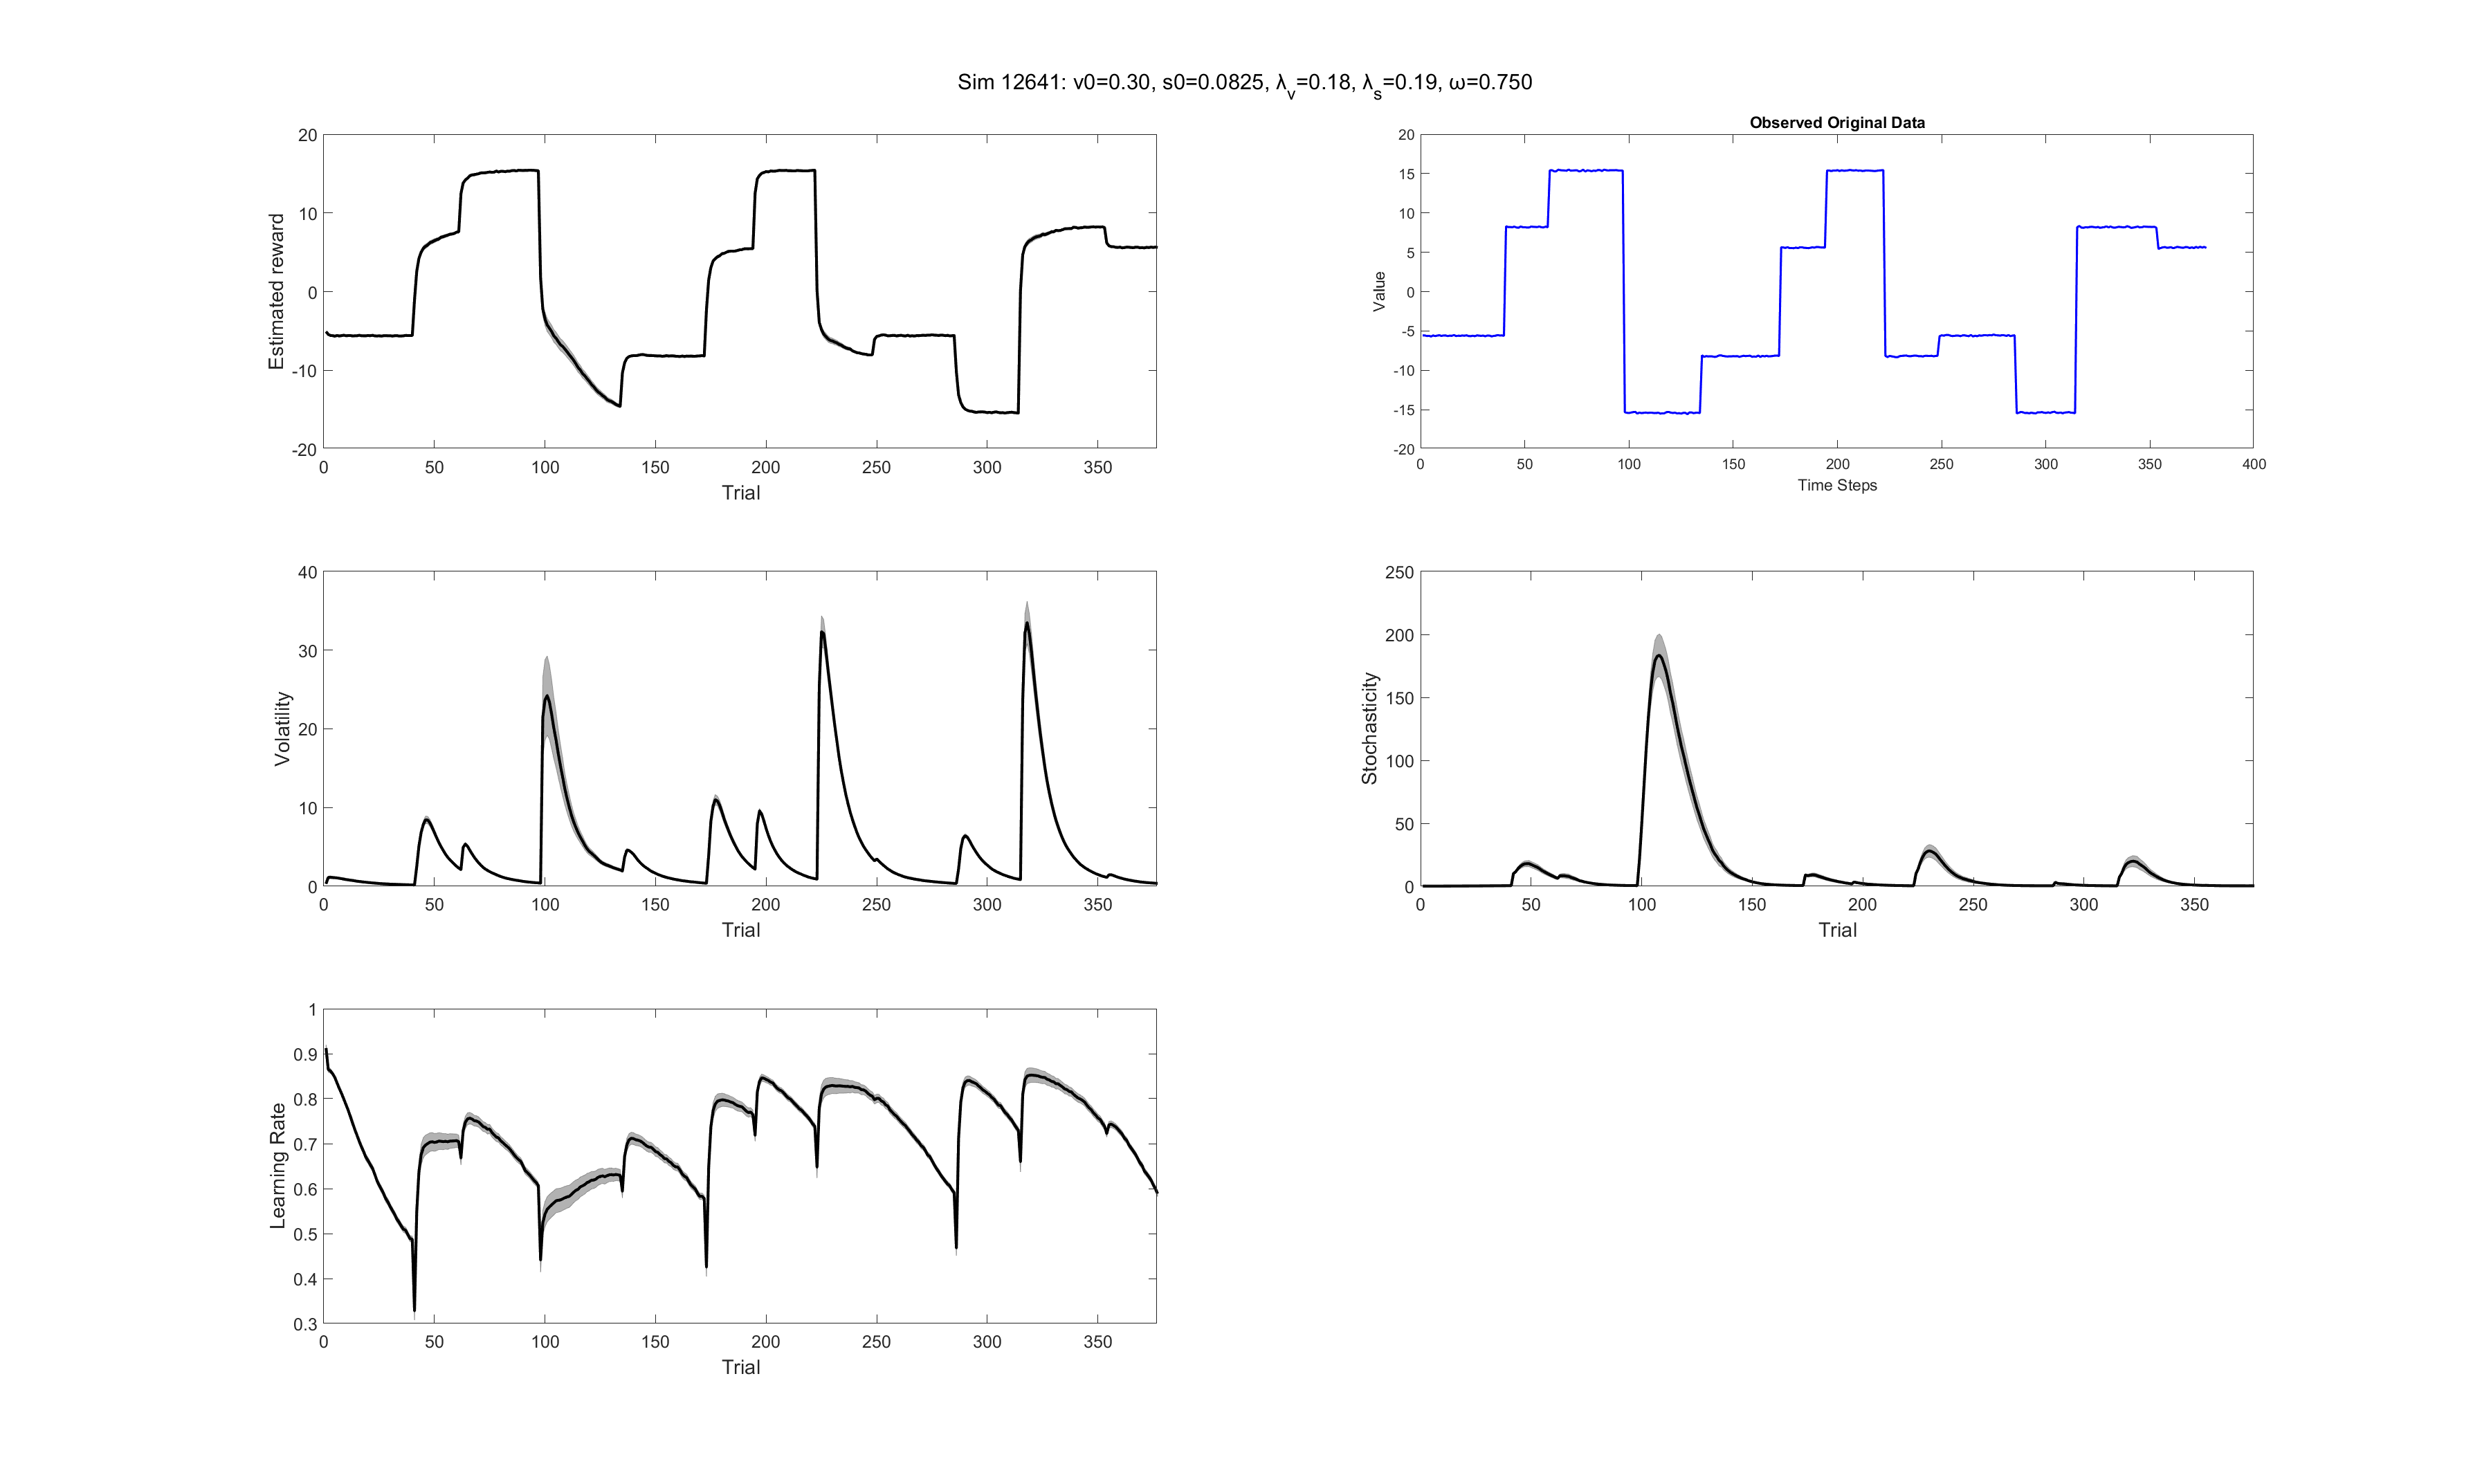 Sim 12641: v0=0.30, s0=0.0825, λv=0.18, λs=0.19, ω=0.750
Estimated reward
20
10
0
-10
-20
0 50 100 150 200 250 300 350
Trial
Observed Original Data
Value
20
15
10
5
0
-5
-10
-15
-20
0 50 100 150 200 250 300 350 400
Time Steps
Volatility
40
30
20
10
0
0 50 100 150 200 250 300 350
Trial
Stochasticity
250
200
150
100
50
0
0 50 100 150 200 250 300 350
Trial
Learning Rate
1
0.9
0.8
0.7
0.6
0.5
0.4
0.3
0 50 100 150 200 250 300 350
Trial